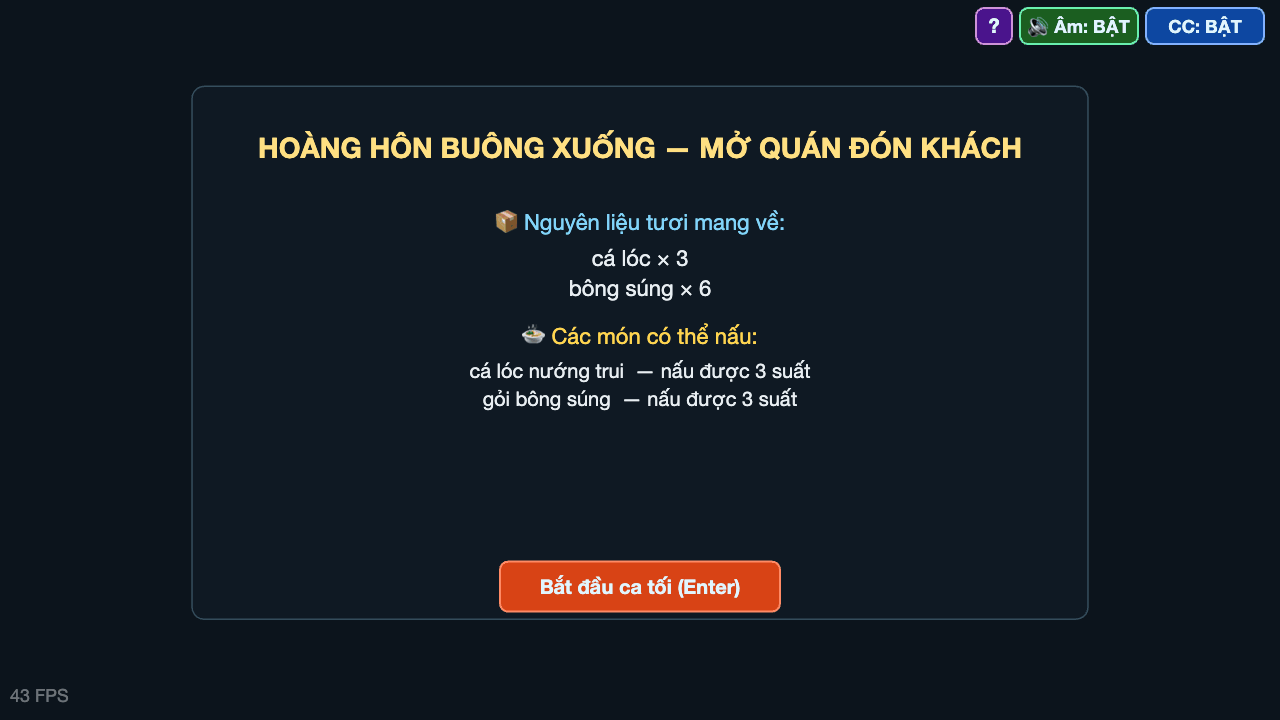 ?
Âm: BẬT
CC: BẬT
HOÀNG HÔN BUÔNG XUỐNG — MỞ QUÁN ĐÓN KHÁCH
Nguyên liệu tươi mang về:
cá lóc × 3
bông súng × 6
Các món có thể nấu:
cá lóc nướng trui — nấu được 3 suất
gỏi bông súng — nấu được 3 suất
Bắt đầu ca tối (Enter)
43 FPS